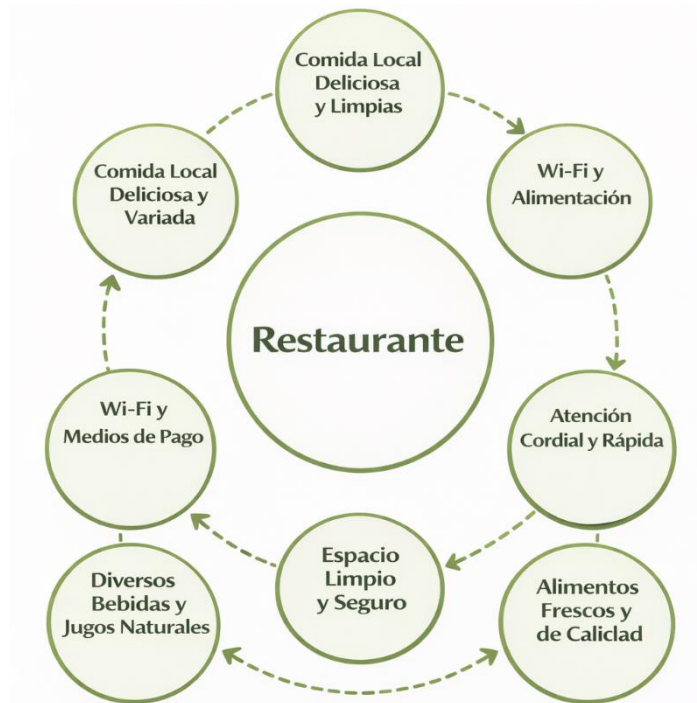 Comida Local
Deliciosa
y Limpias
Comida Local
Deliciosa y
Variada
Wi-Fi y
Alimentación
Restaurante
Wi-Fi y
Medios de Pago
Atención
Cordial y Rápida
Espacio
Limpio
y Seguro
Diversos
Bebidas y
Jugos Naturales
Alimentos
Frescos y
de Caliclad